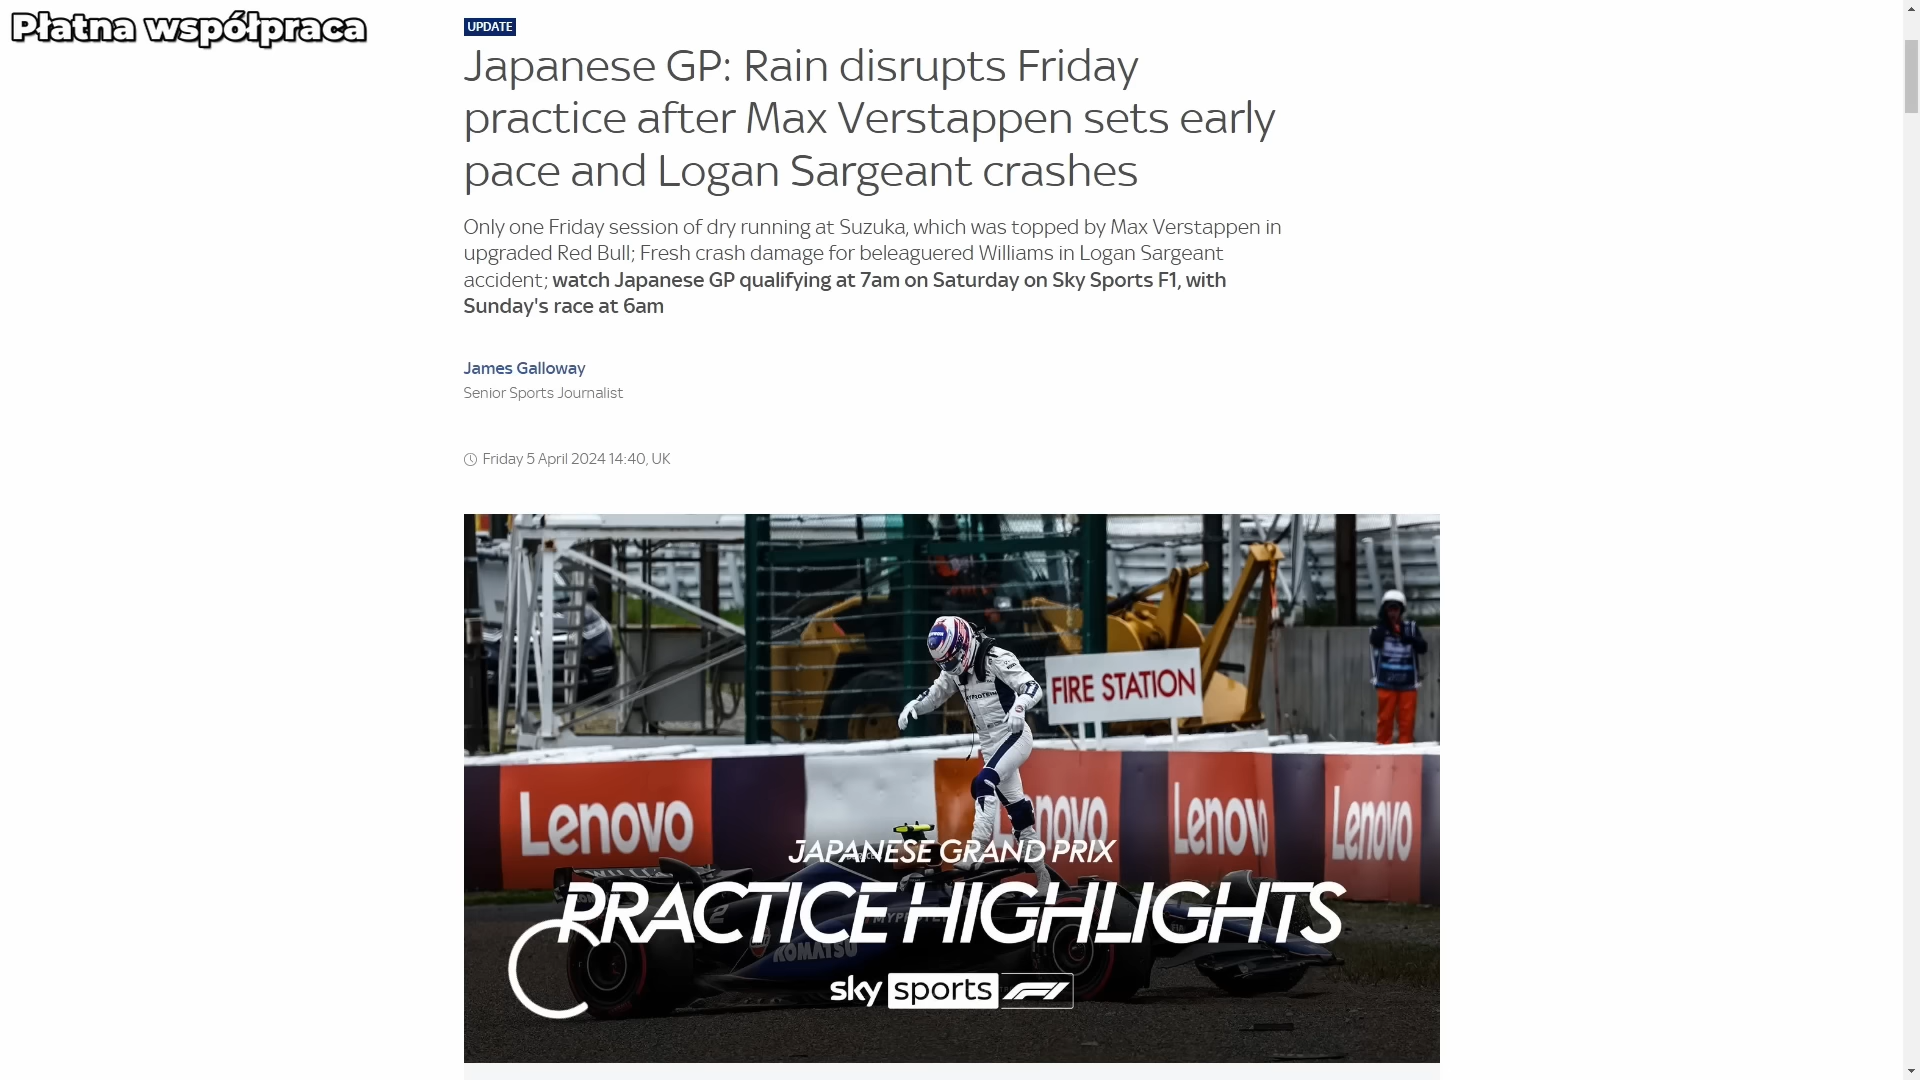 Płatna współpraca
UPDATE
Japanese GP: Rain disrupts Friday
practice after Max Verstappen sets early
pace and Logan Sargeant crashes
Only one Friday session of dry running at Suzuka, which was topped by Max Verstappen in
upgraded Red Bull; Fresh crash damage for beleaguered Williams in Logan Sargeant
accident; watch Japanese GP qualifying at 7am on Saturday on Sky Sports F1, with
Sunday's race at 6am
James Galloway
Senior Sports Journalist
Friday 5 April 2024 14:40, UK
FIRE STATION
Lenovo
novo
Lenovo
Lenovo
JAPANESE GRAND PRIX
PRACTICE HIGHLIGHTS
2
MYPROTEIN
KOMATSU
sky sports F1